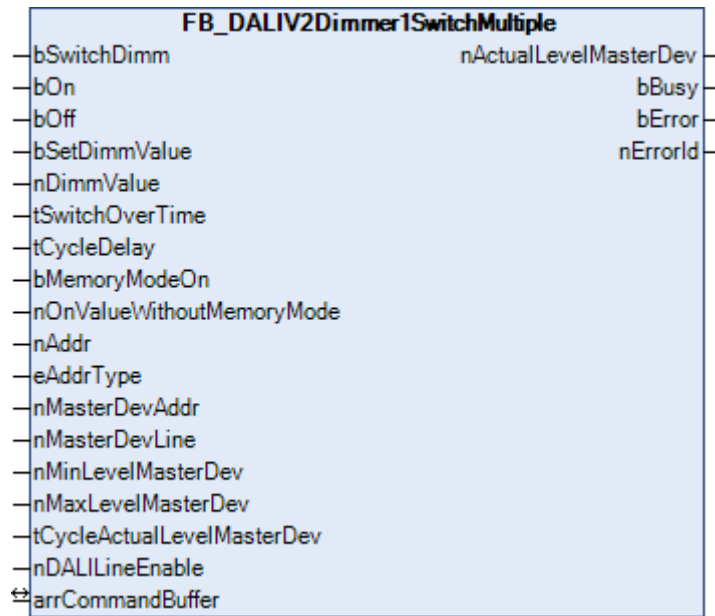 FB_DALIV2Dimmer1SwitchMultiple
bSwitchDimm nActualLevelMasterDev
bOn bBusy
bOff bError
bSetDimmValue nErrorId
nDimmValue
tSwitchOverTime
tCycleDelay
bMemoryModeOn
nOnValueWithoutMemoryMode
nAddr
eAddrType
nMasterDevAddr
nMasterDevLine
nMinLevelMasterDev
nMaxLevelMasterDev
tCycleActualLevelMasterDev
nDALILineEnable
arrCommandBuffer